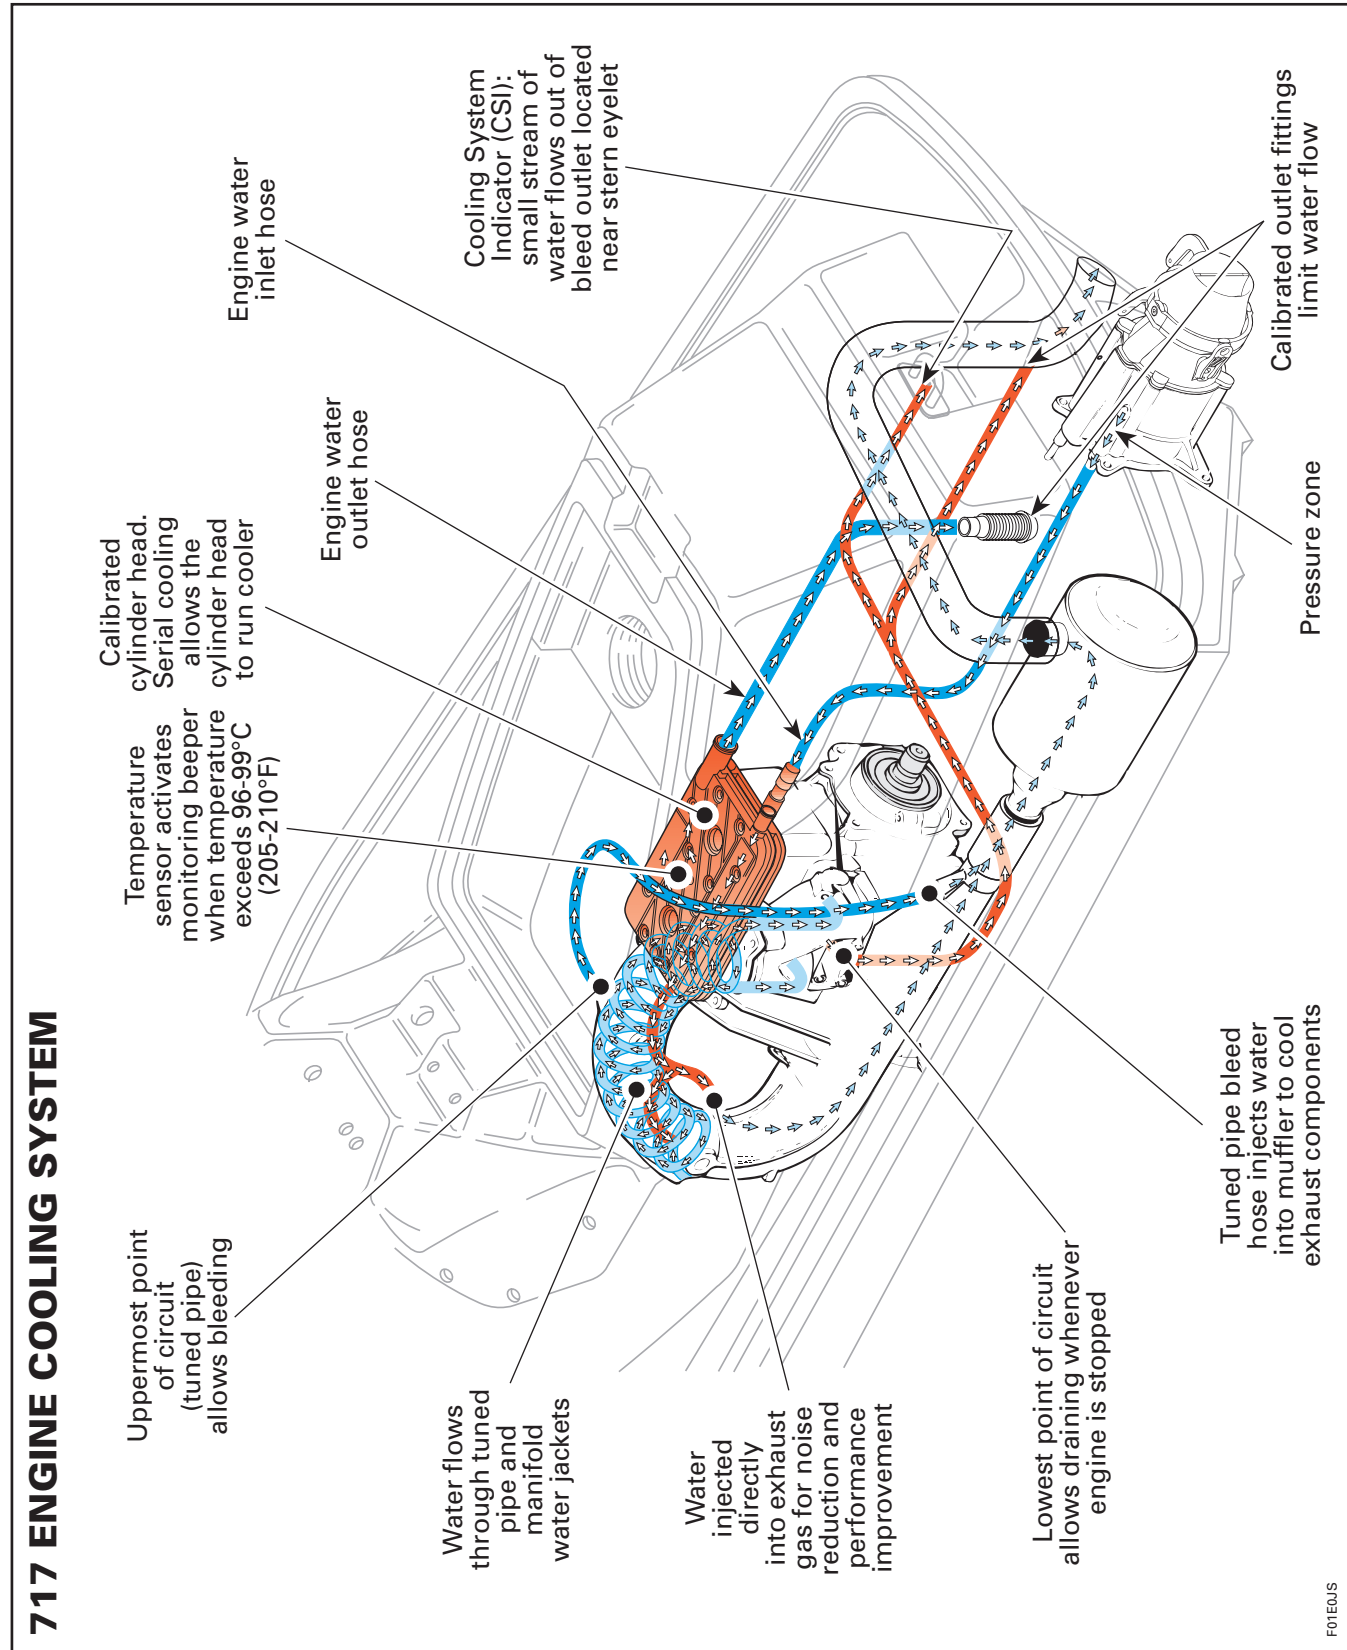 717 ENGINE COOLING SYSTEM
Uppermost point
of circuit
(tuned pipe)
allows bleeding
Temperature
sensor activates
monitoring beeper
when temperature
exceeds 96-99°C
(205-2110°F)
Calibrated
cylinder head.
Serial cooling
allows the
cylinder head
to run cooler
Engine water
outlet hose
Engine water
inlet hose
Cooling System
Indicator (CSI):
small stream of
water flows out of
bleed outlet located
near stern eyelet
Water flows
through tuned
pipe and
manifold
water jackets
Water
injected
directly
into exhaust
gas for noise
reduction and
performance
improvement
Lowest point of circuit
allows draining whenever
engine is stopped
Tuned pipe bleed
hose injects water
into muffler to cool
exhaust components
Pressure zone
Calibrated outlet fittings
limit water flow
F01E0JS